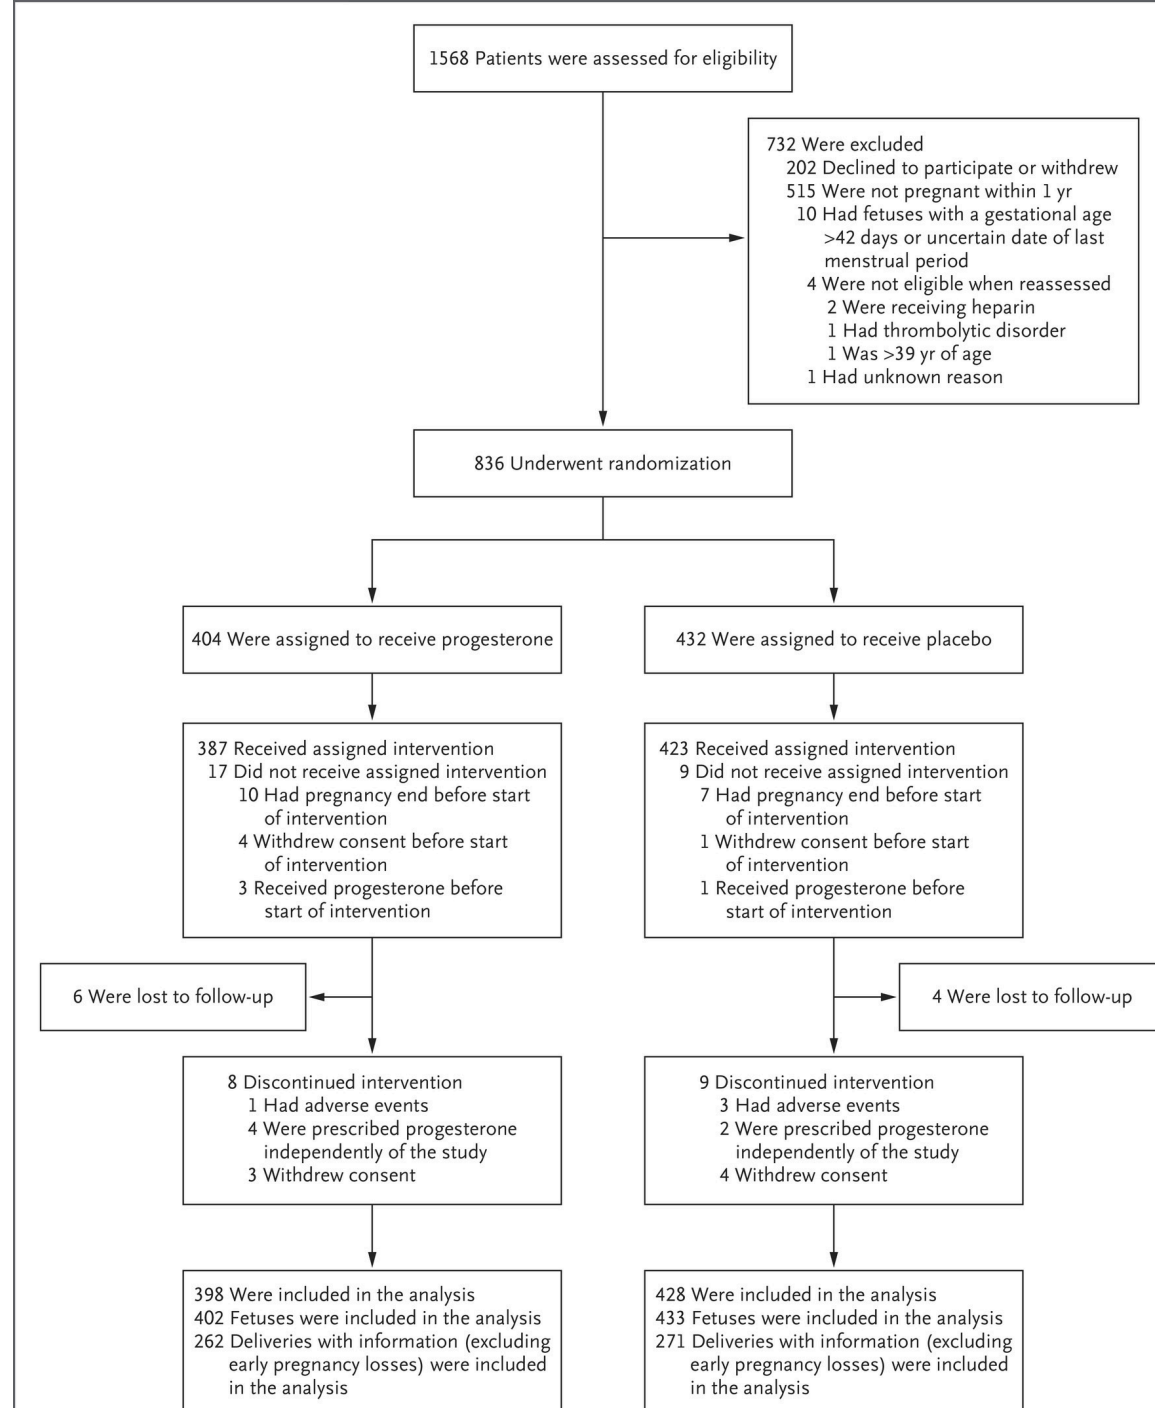 1568 Patients were assessed for eligibility
732 Were excluded
202 Declined to participate or withdrew
515 Were not pregnant within 1 yr
10 Had fetuses with a gestational age
>42 days or uncertain date of last
menstrual period
4 Were not eligible when reassessed
2 Were receiving heparin
1 Had thrombolytic disorder
1 Was >39 yr of age
1 Had unknown reason
836 Underwent randomization
404 Were assigned to receive progesterone
432 Were assigned to receive placebo
387 Received assigned intervention
17 Did not receive assigned intervention
10 Had pregnancy end before start
of intervention
4 Withdrew consent before start
of intervention
3 Received progesterone before
start of intervention
423 Received assigned intervention
9 Did not receive assigned intervention
7 Had pregnancy end before start
of intervention
1 Withdrew consent before start
of intervention
1 Received progesterone before
start of intervention
6 Were lost to follow-up
4 Were lost to follow-up
8 Discontinued intervention
1 Had adverse events
4 Were prescribed progesterone
independently of the study
3 Withdrew consent
9 Discontinued intervention
3 Had adverse events
2 Were prescribed progesterone
independently of the study
4 Withdrew consent
398 Were included in the analysis
402 Fetuses were included in the analysis
262 Deliveries with information (excluding
early pregnancy losses) were included
in the analysis
428 Were included in the analysis
433 Fetuses were included in the analysis
271 Deliveries with information (excluding
early pregnancy losses) were included
in the analysis